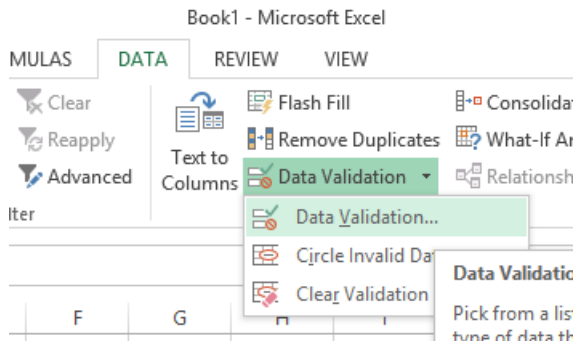 Book1 - Microsoft Excel
MULAS DATA REVIEW VIEW
Clear
Reapply
Advanced
lter
Text to
Columns
Flash Fill
Remove Duplicates
Data Validation
Consolida
What-If A
Relationsh
Data Validation...
Circle Invalid Da
Clear Validation
Data Validatio
Pick from a lis
type of data th
F G H I